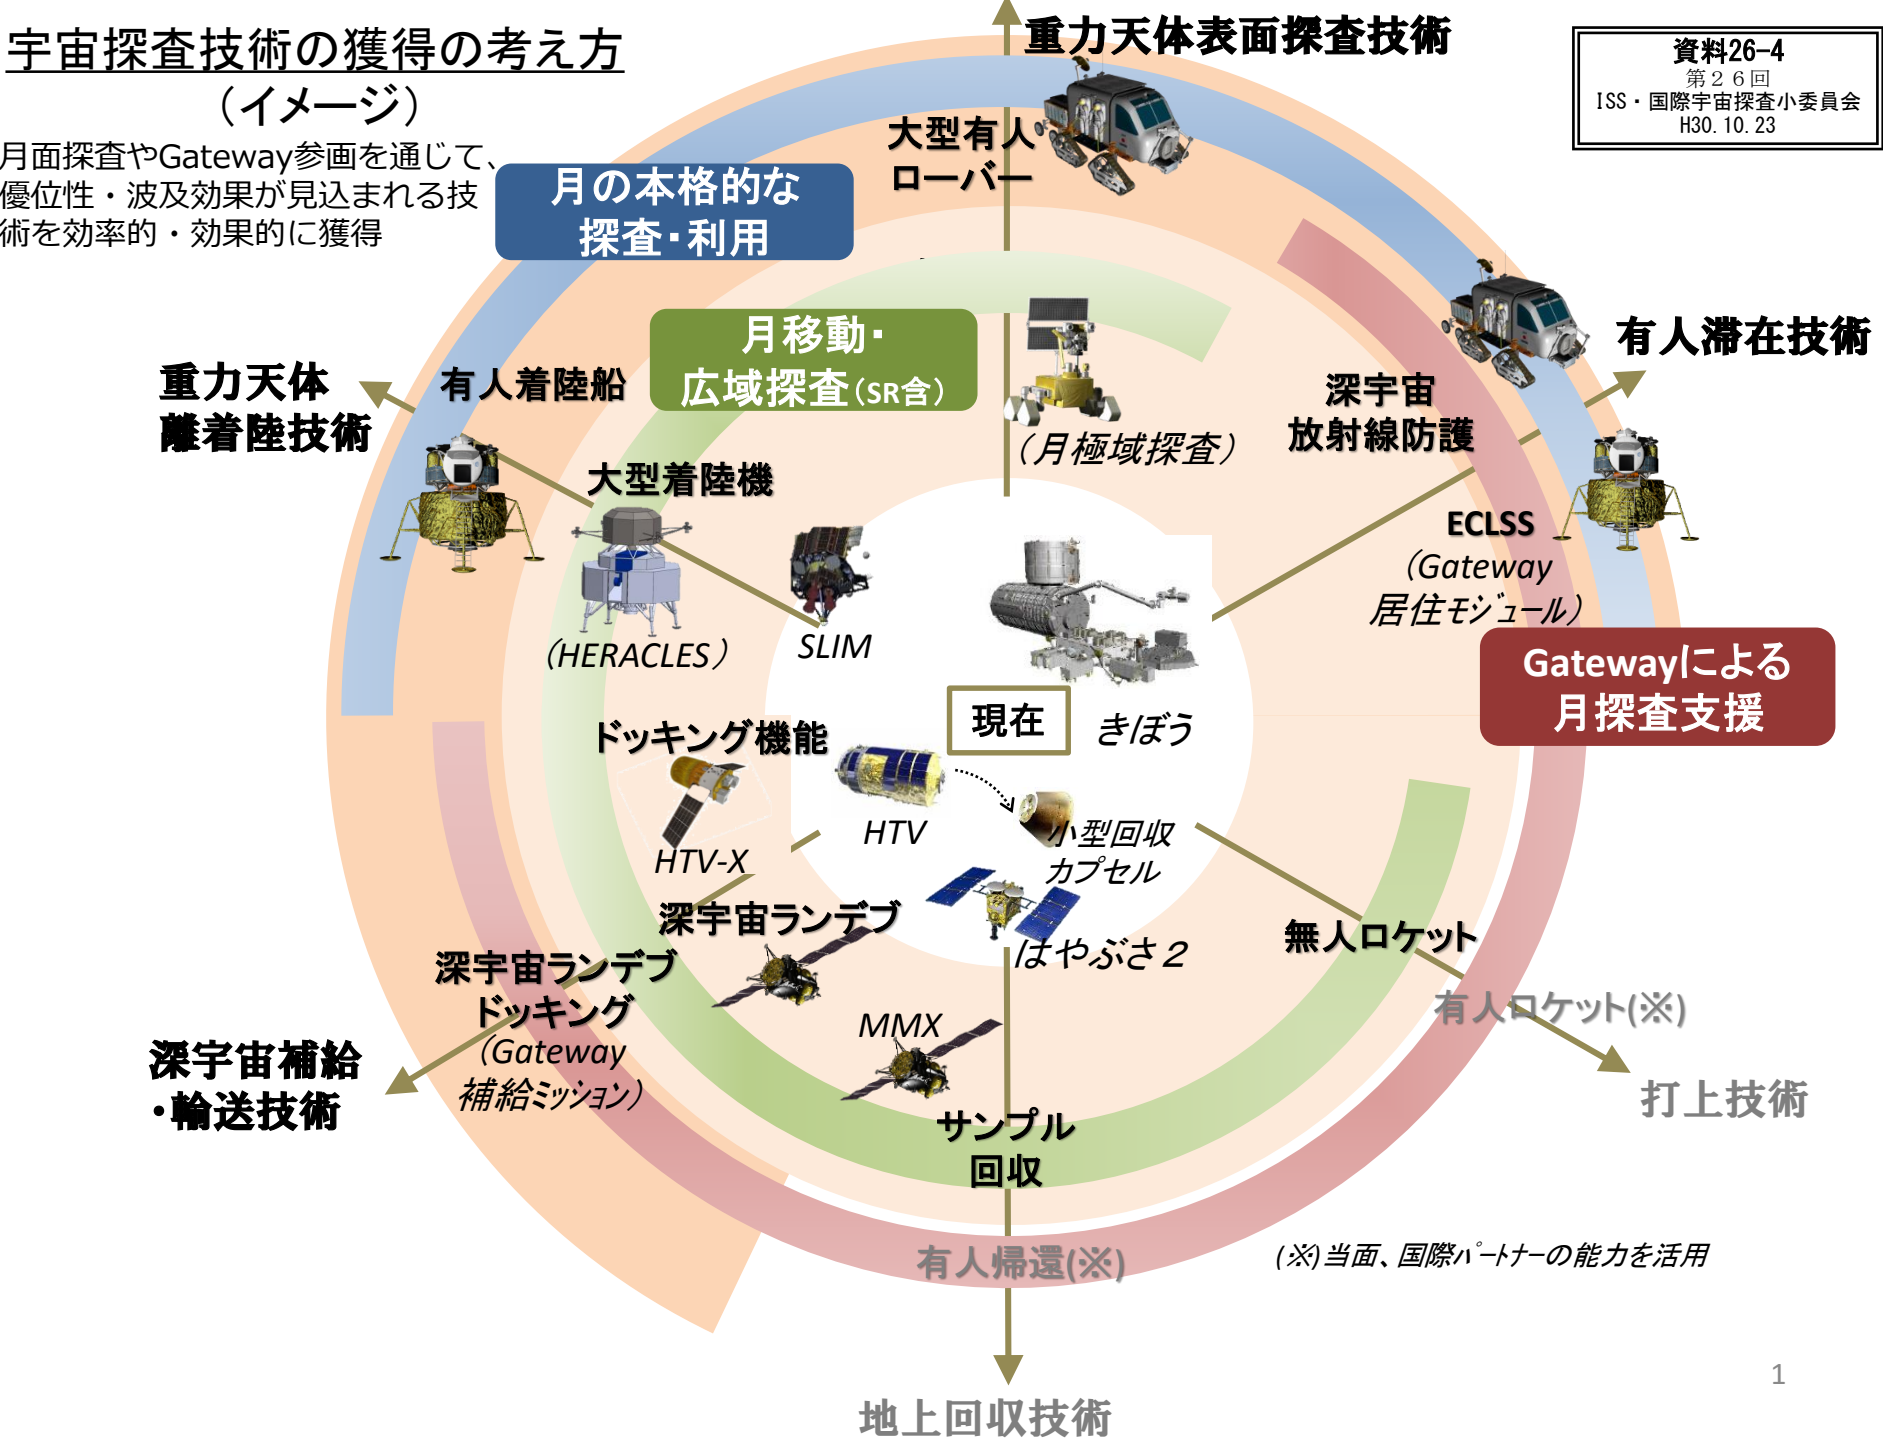 宇宙探査技術の獲得の考え方
（イメージ）
月面探査やGateway参画を通じて、
優位性・波及効果が見込まれる技
術を効率的・効果的に獲得
資料26-4
第２６回
ISS・国際宇宙探査小委員会
H30.10.23
重力天体表面探査技術
大型有人
ローバー
月の本格的な
探査・利用
月移動・
広域探査（SR含）
（月極域探査）
重力天体
離着陸技術
有人着陸船
大型着陸機
（HERACLES）
SLIM
有人滞在技術
深宇宙
放射線防護
ECLSS
（Gateway
居住モジュール）
Gatewayによる
月探査支援
現在
きぼう
ドッキング機能
HTV-X
HTV
小型回収
カプセル
はやぶさ２
深宇宙ランデブ
深宇宙ランデブ
ドッキング
（Gateway
補給ミッション）
MMX
深宇宙補給
・輸送技術
サンプル
回収
無人ロケット
有人ロケット(※)
打上技術
有人帰還(※)
(※)当面、国際パートナーの能力を活用
地上回収技術
1